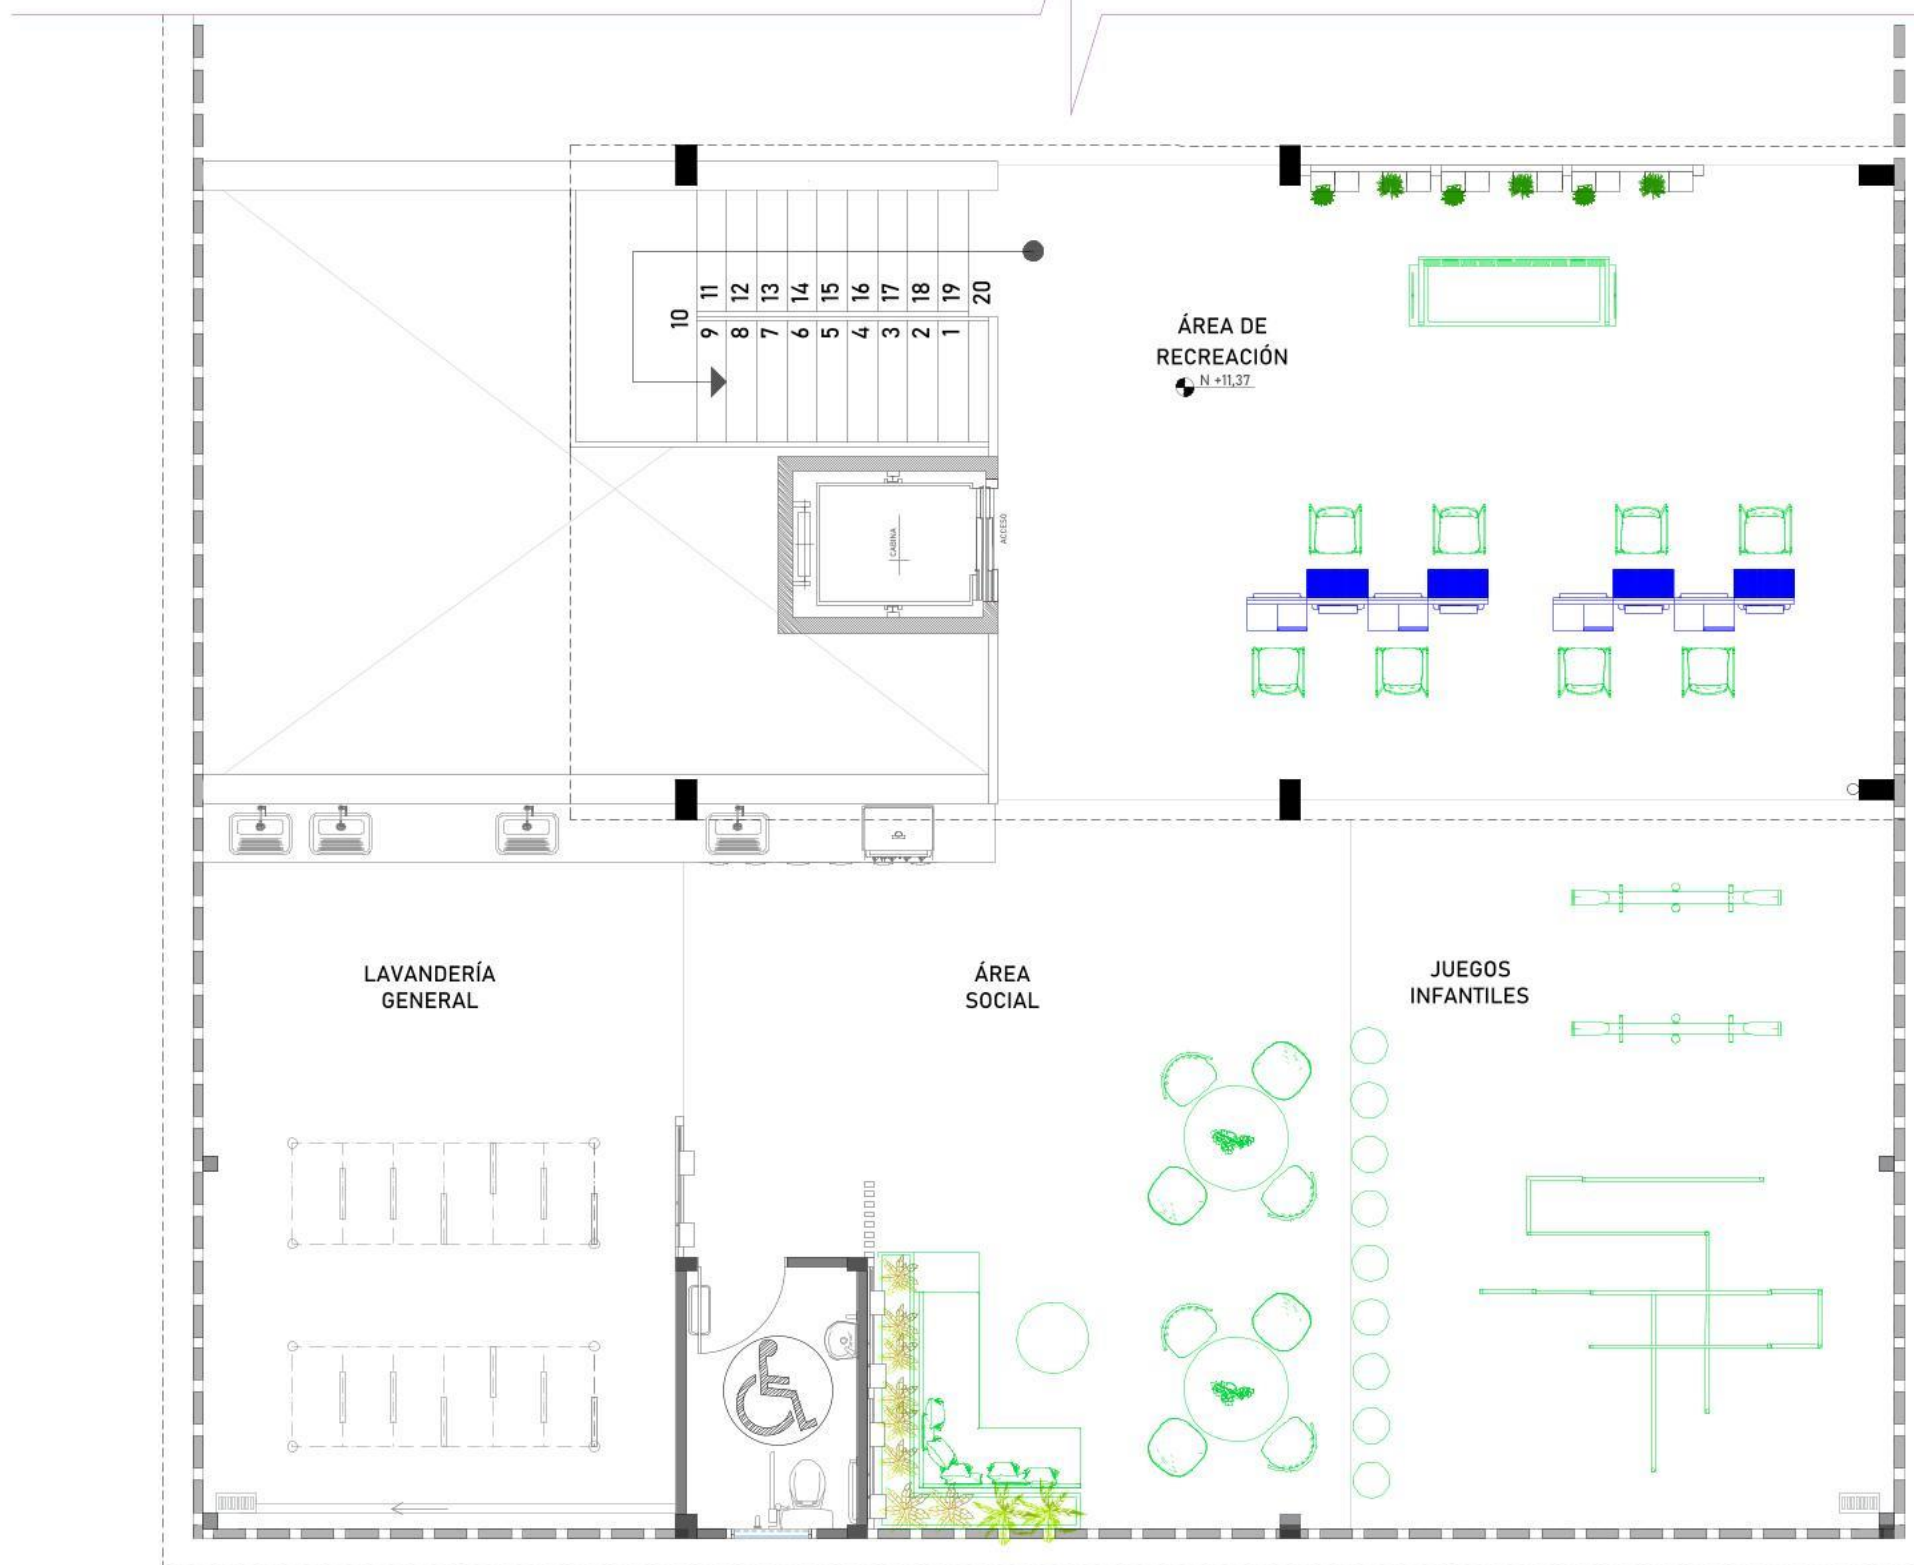 11 12 13 14 15 16 17 18 19 20
10
9 8 7 6 5 4 3 2 1
ÁREA DE
RECREACIÓN
N +11,37
CABINA
ACCESO
LAVANDERÍA
GENERAL
ÁREA
SOCIAL
JUEGOS
INFANTILES